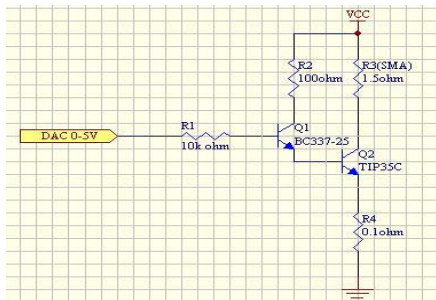 VCC
R2
100ohm
R3(SMA)
1.5ohm
DAC 0-5V
R1
10k ohm
Q1
BC337-25
Q2
TIP35C
R4
0.1ohm